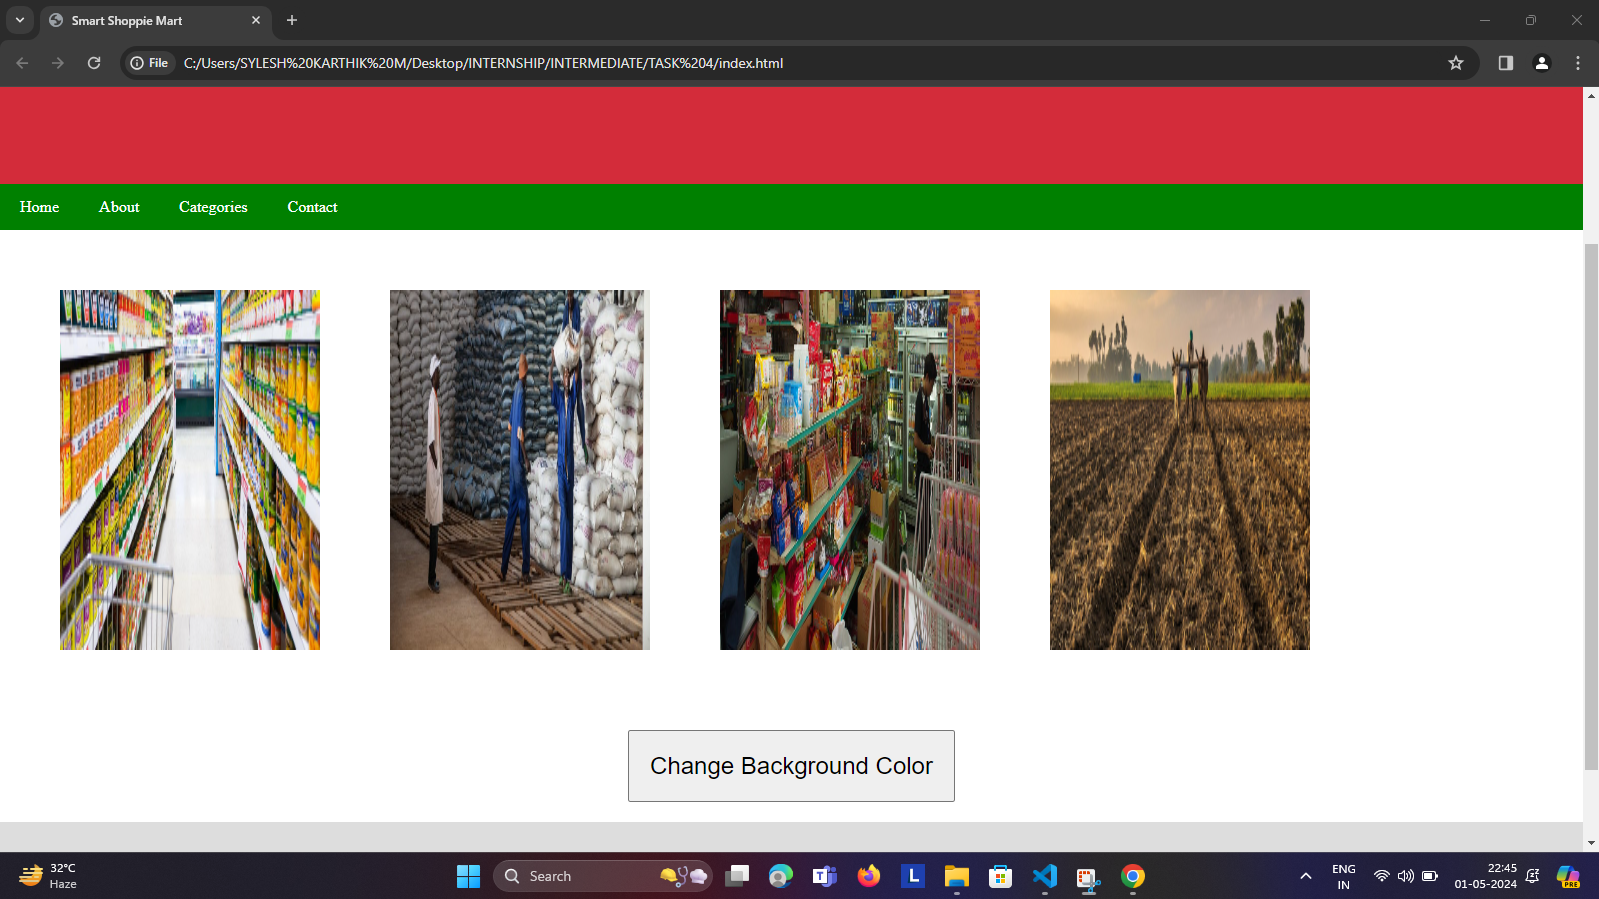 Smart Shoppie Mart
File
C:/Users/SYLESH%20KARTHIK%20M/Desktop/INTERNSHIP/INTERMEDIATE/TASK%204/index.html
Home About Categories Contact
Change Background Color
32°C
Haze
Search
T
L
PRE
ENG
IN
22:45
01-05-2024